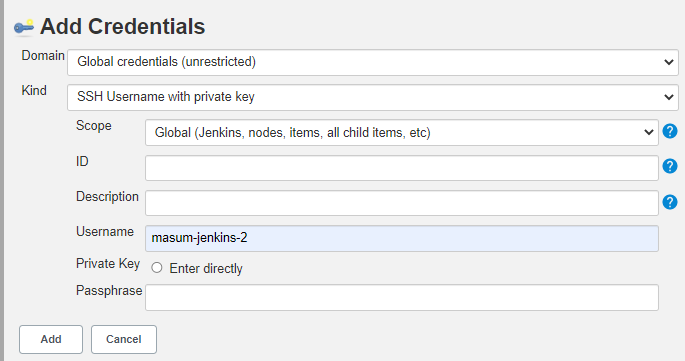 Add Credentials
Domain Global credentials (unrestricted)
Kind SSH Username with private key
Scope Global (Jenkins, nodes, items, all child items, etc)
ID
Description
Username masum-jenkins-2
Private Key Enter directly
Passphrase
Add Cancel